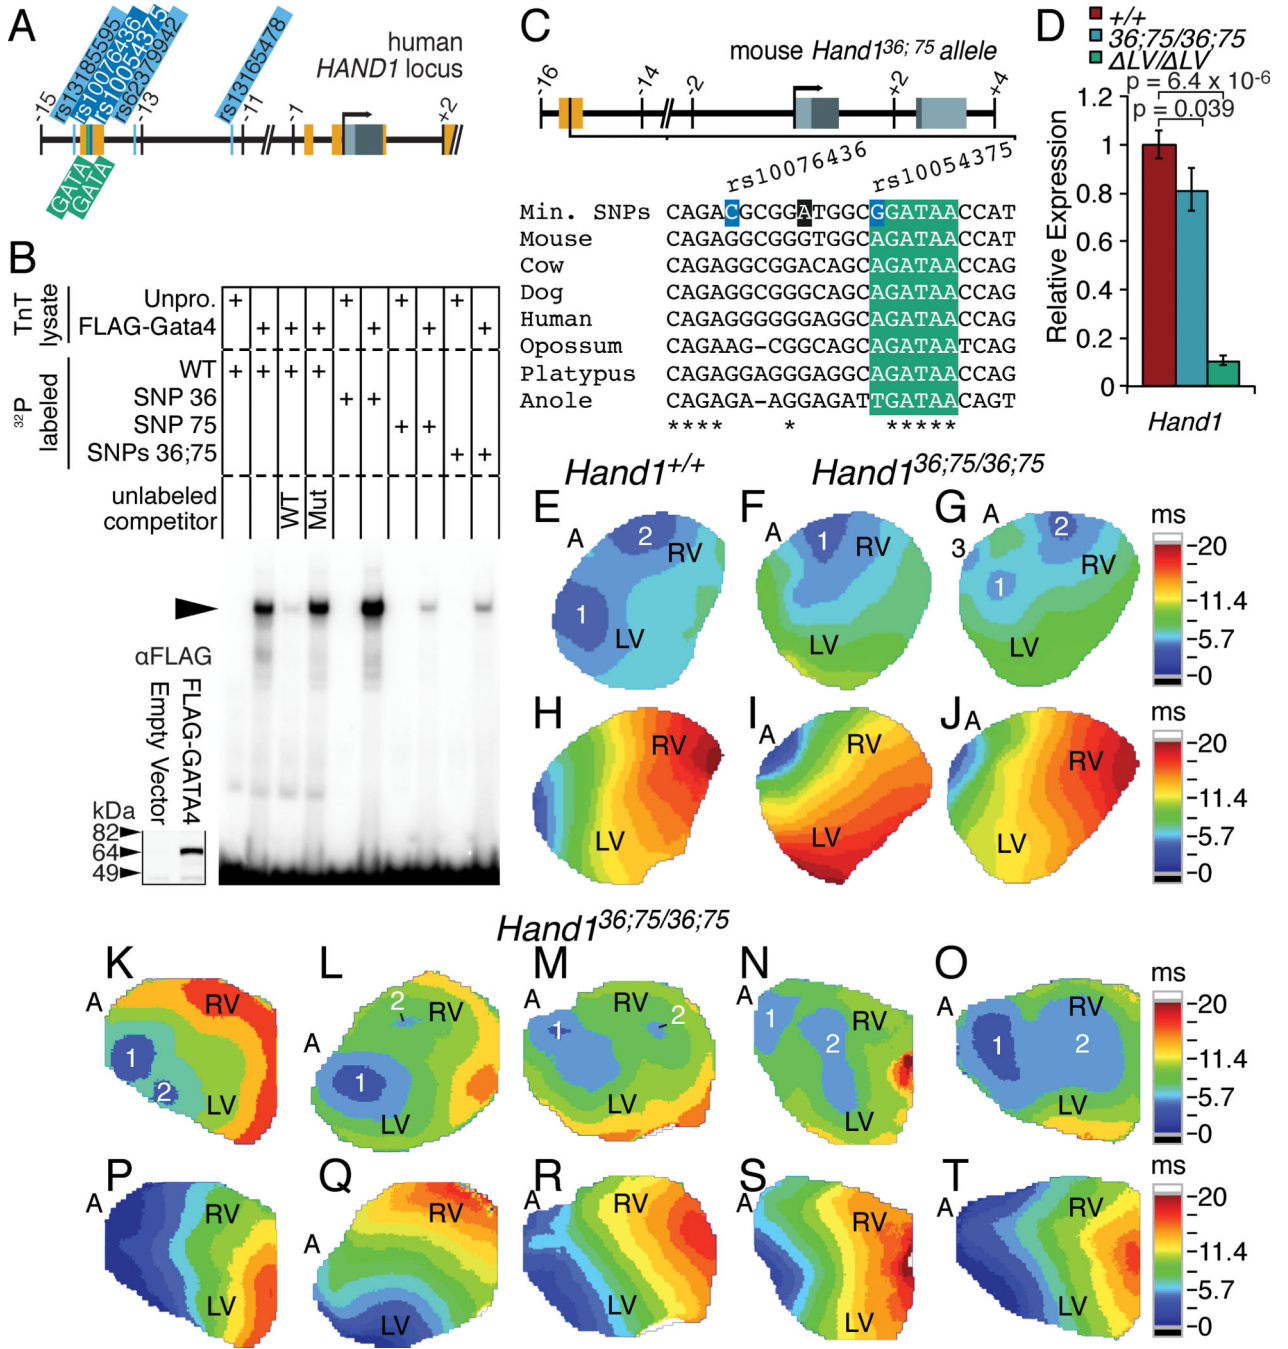 A
rs13185595
rs10076436
rs10054375
rs62379942
rs13165478
human
HAND1 locus
-15
-13
-11
-1
+2
GATA
GATA
B
TnT
lysate
Unpro.
+ + + +
FLAG-Gata4
+ + + + + +
32P
labeled
WT
+ + + +
SNP 36
+ +
SNP 75
+ +
SNPs 36;75
+ +
unlabeled
competitor
WT
Mut
αFLAG
Empty Vector
FLAG-GATA4
kDa
82
64
49
C
mouse Hand1 36; 75 allele
-16
-14
-2
+2
+4
rs10076436
rs10054375
Min. SNPs CAGACGCGGATGGCGGATAACCAT
Mouse CAGAGGCGGGTGGCAGATAACCAT
Cow CAGAGGCGGACAGCAGATAACCAG
Dog CAGAGGCGGGCAGCAGATAACCAG
Human CAGAGGGGGGAGGCAGATAACCAG
Opossum CAGAAG-CGGCAGCAGATAATCAG
Platypus CAGAGGAGGGAGGCAGATAACCAG
Anole CAGAGA-AGGAGATTGATAACAGT
**** * *****
D
+/+
36;75/36;75
ΔLV/ΔLV
p = 6.4 x 10-6
p = 0.039
Relative Expression
1.2
1
0.8
0.6
0.4
0.2
0
Hand1
Hand1+/+
Hand136;75/36;75
E
A
2
RV
1
LV
F
A
1
RV
LV
G
A
3
2
RV
1
LV
ms
20
11.4
5.7
0
H
RV
LV
I
A
RV
LV
J
A
RV
LV
ms
20
11.4
5.7
0
Hand136;75/36;75
K
A
RV
1
2
LV
L
A
2
RV
1
LV
M
A
RV
1
2
LV
N
A
1
RV
2
LV
O
A
RV
1
2
LV
ms
20
11.4
5.7
0
P
A
RV
LV
Q
A
RV
LV
R
A
RV
LV
S
A
RV
LV
T
A
RV
LV
ms
20
11.4
5.7
0